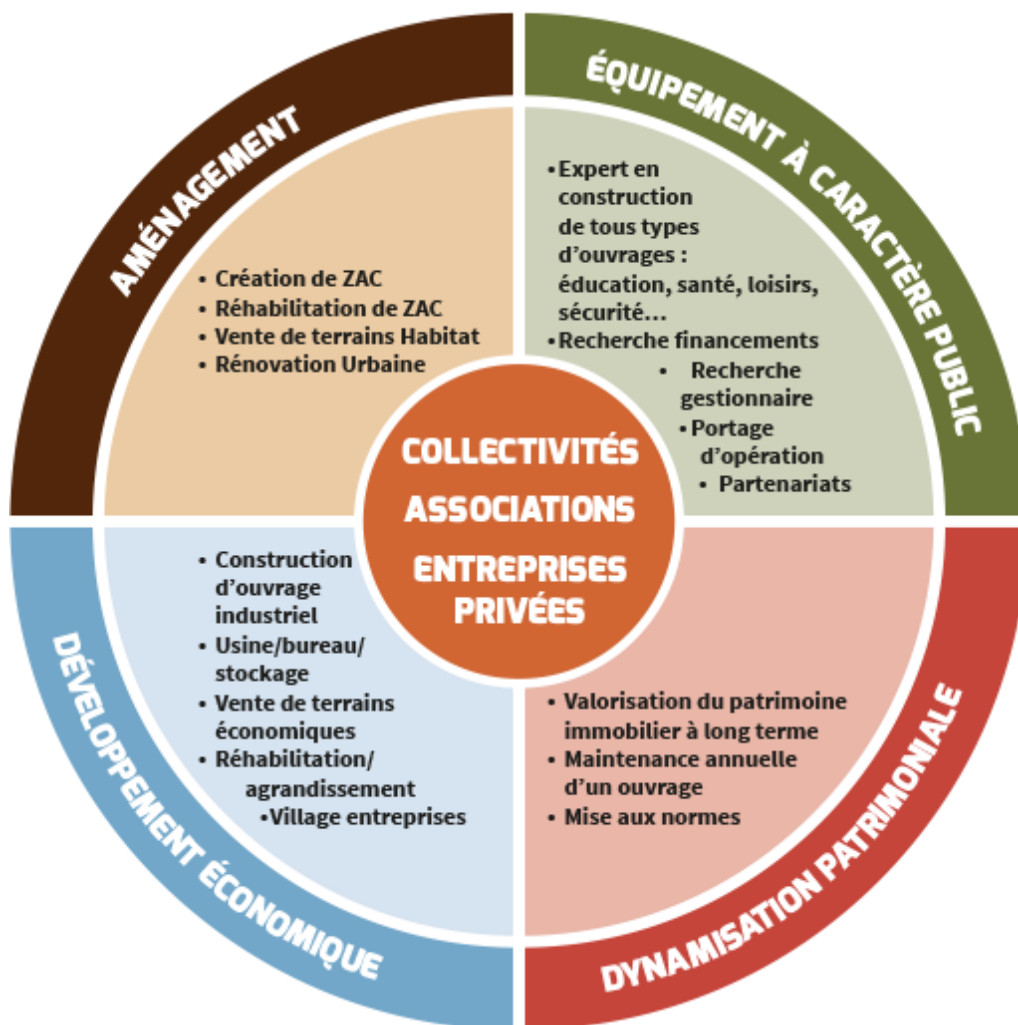 AMÉNAGEMENT
• Création de ZAC
• Réhabilitation de ZAC
• Vente de terrains Habitat
• Rénovation Urbaine
ÉQUIPEMENT À CARACTÈRE PUBLIC
• Expert en
construction
de tous types
d’ouvrages :
éducation, santé, loisirs,
sécurité…
• Recherche financements
• Recherche
gestionnaire
• Portage
d’opération
• Partenariats
COLLECTIVITÉS
ASSOCIATIONS
ENTREPRISES
PRIVÉES
DÉVELOPPEMENT ÉCONOMIQUE
• Construction
d’ouvrage
industriel
• Usine/bureau/
stockage
• Vente de terrains
économiques
• Réhabilitation/
agrandissement
• Village entreprises
DYNAMISATION PATRIMONIALE
• Valorisation du patrimoine
immobilier à long terme
• Maintenance annuelle
d’un ouvrage
• Mise aux normes